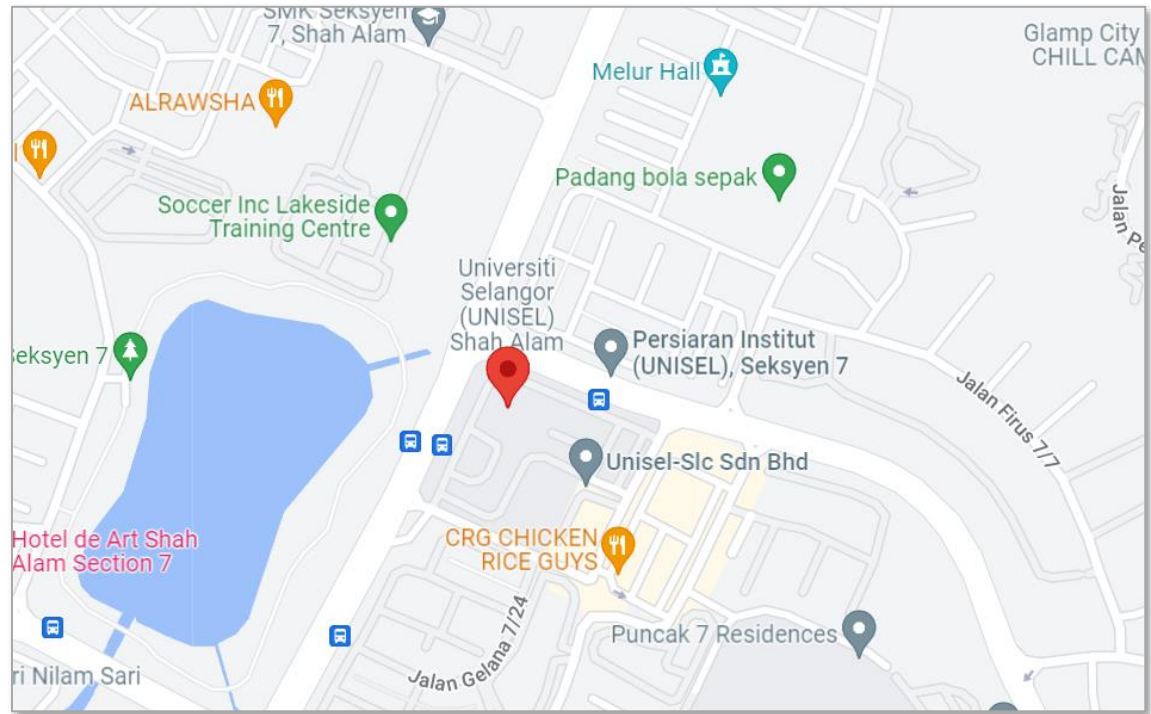 SMK Seksyen
7, Shah Alam
Glamp City
CHILL CAM
Melur Hall
ALRAWSHA
Padang bola sepak
Soccer Inc Lakeside
Training Centre
Jalan Pe
Universiti
Selangor
(UNISEL)
Shah Alam
Persiaran Institut
(UNISEL), Seksyen 7
Seksyen 7
Jalan Firus 7/7
Unisel-Slc Sdn Bhd
Hotel de Art Shah
Alam Section 7
CRG CHICKEN
RICE GUYS
Jalan Gelana 7/24
Puncak 7 Residences
ri Nilam Sari